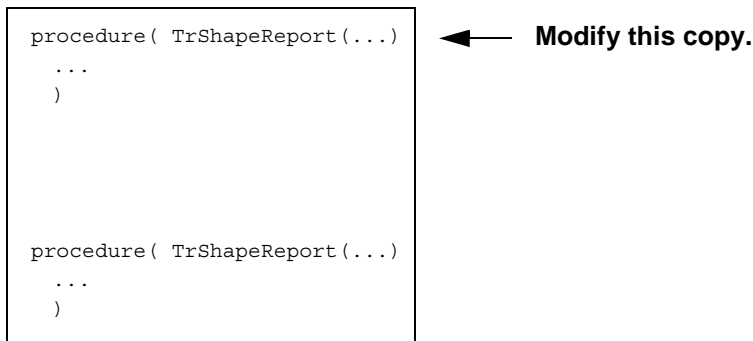 procedure( TrShapeReport(...)
...
)
Modify this copy.
procedure( TrShapeReport(...)
...
)